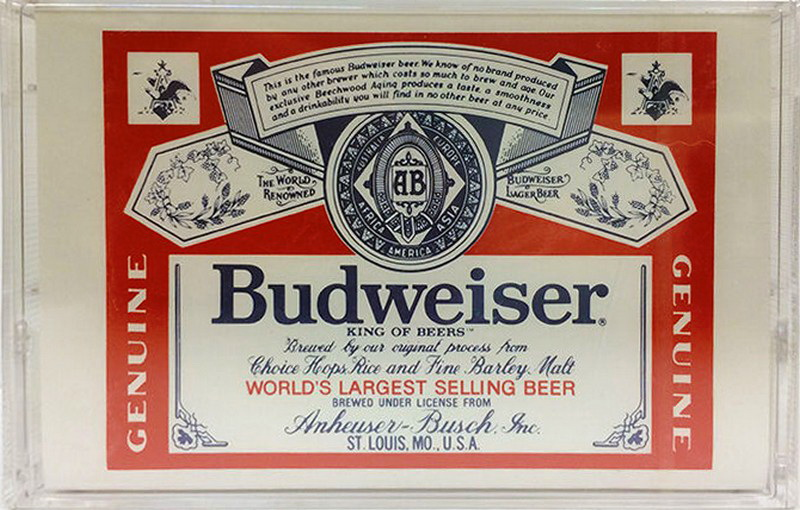 This is the famous Budweiser beer. We know of no brand produced
by any other brewer which costs so much to brew and age. Our
exclusive Beechwood Aging produces a taste, a smoothness
and a drinkability you will find in no other beer at any price.
THE WORLD
RENOWNED
BUDWEISER
LAGER BEER
AUSTRALIA
EUROPE
AB
AFRICA
ASIA
AMERICA
GENUINE
GENUINE
Budweiser®
KING OF BEERS™
Brewed by our original process from
Choice Hops, Rice and Fine Barley Malt
WORLD'S LARGEST SELLING BEER
BREWED UNDER LICENSE FROM
Anheuser-Busch, Inc.
ST. LOUIS, MO., U.S.A.